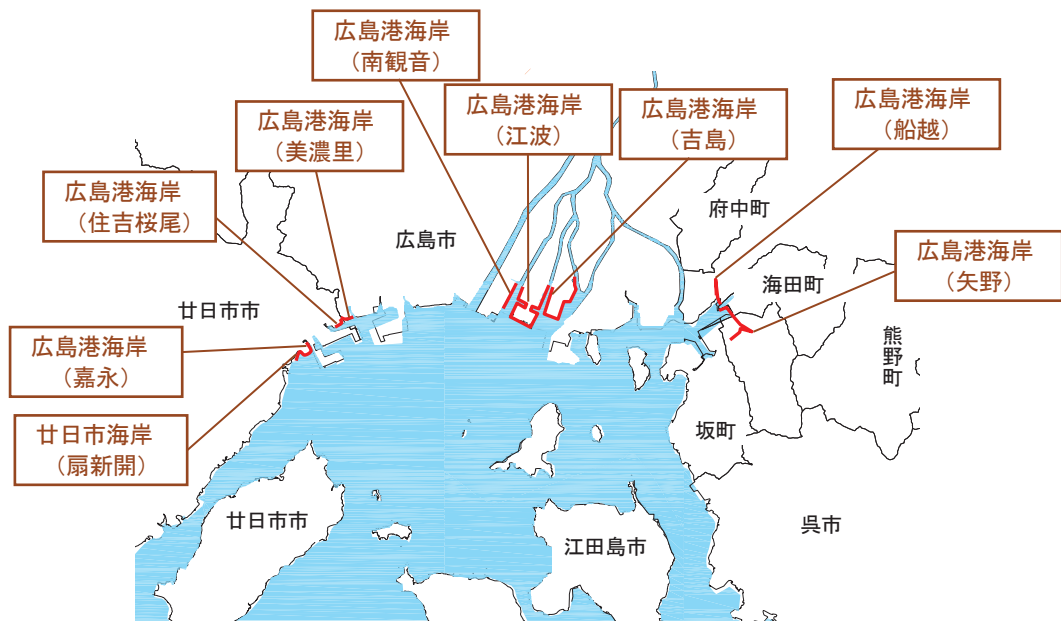 広島港海岸
（南観音）
広島港海岸
（美濃里）
広島港海岸
（江波）
広島港海岸
（吉島）
広島港海岸
（船越）
広島港海岸
（住吉桜尾）
府中町
広島市
広島港海岸
（矢野）
海田町
廿日市市
広島港海岸
（嘉永）
熊野町
廿日市海岸
（扇新開）
坂町
廿日市市
江田島市
呉市